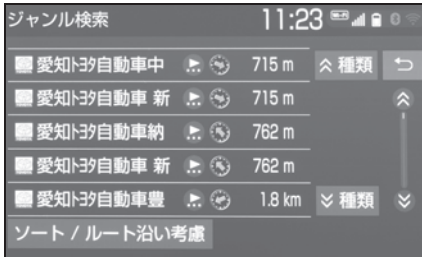 ジャンル検索 11:23
愛知トヨタ自動車中 715 m 種類
愛知トヨタ自動車 新 715 m
愛知トヨタ自動車納 762 m
愛知トヨタ自動車 新 762 m
愛知トヨタ自動車豊 1.8 km 種類
ソート / ルート沿い考慮